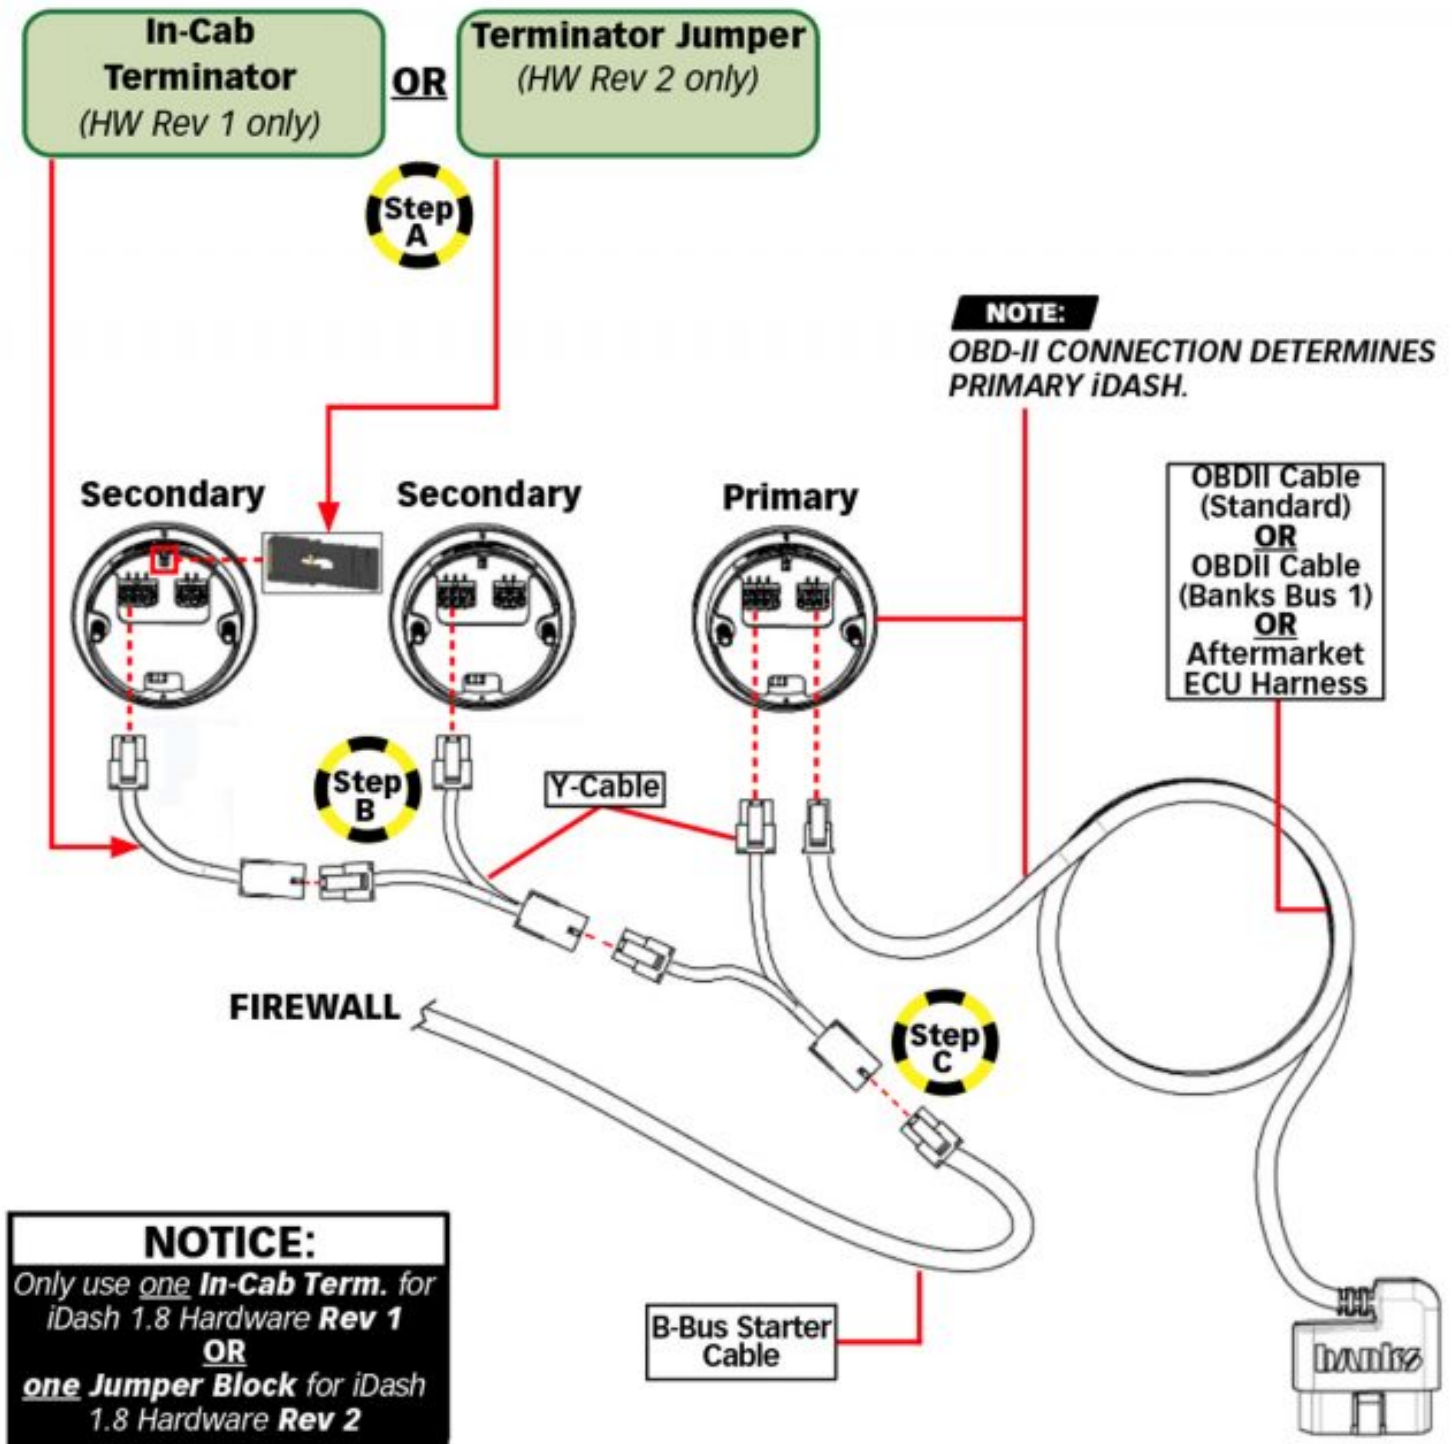 In-Cab
Terminator
(HW Rev 1 only)
OR
Terminator Jumper
(HW Rev 2 only)
Step
A
NOTE:
OBD-II CONNECTION DETERMINES
PRIMARY iDASH.
OBDII Cable
(Standard)
OR
OBDII Cable
(Banks Bus 1)
OR
Aftermarket
ECU Harness
Secondary
Secondary
Primary
Step
B
Y-Cable
FIREWALL
Step
C
B-Bus Starter
Cable
banks
NOTICE:
Only use one In-Cab Term. for
iDash 1.8 Hardware Rev 1
OR
one Jumper Block for iDash
1.8 Hardware Rev 2